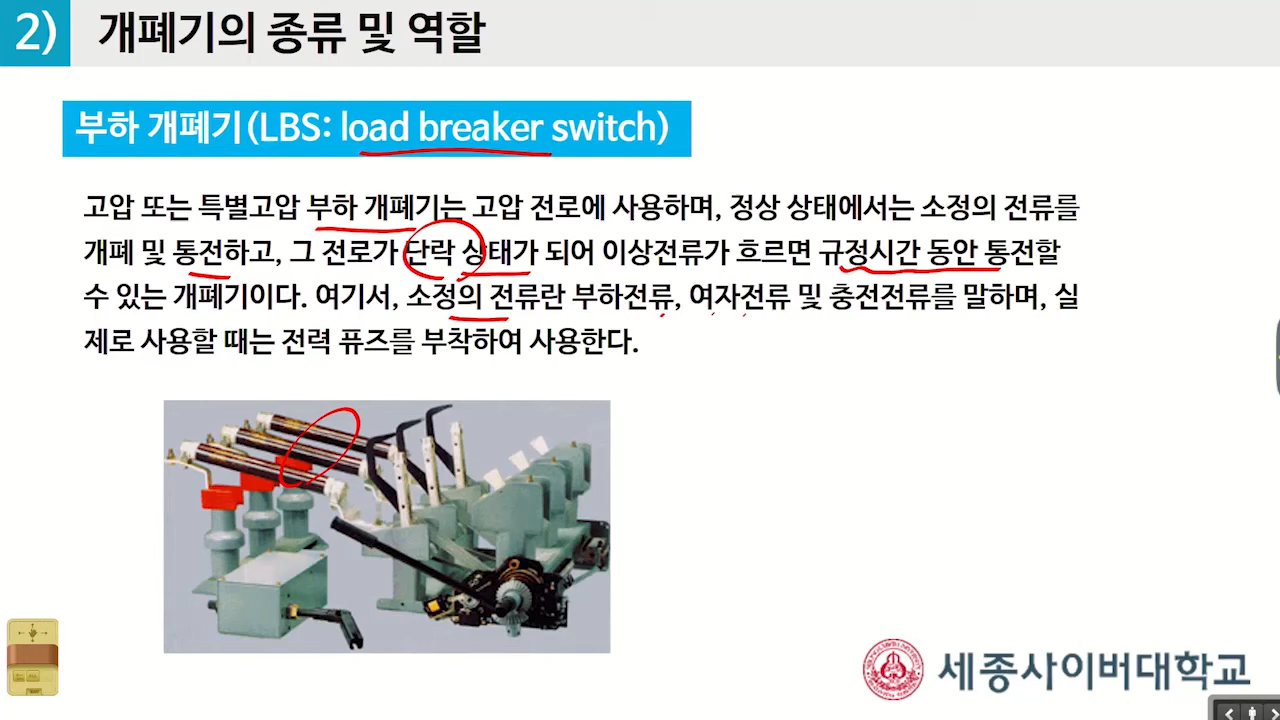 2) 개폐기의 종류 및 역할
부하 개폐기(LBS: load breaker switch)
고압 또는 특별고압 부하 개폐기는 고압 전로에 사용하며, 정상 상태에서는 소정의 전류를
개폐 및 통전하고, 그 전로가 단락 상태가 되어 이상전류가 흐르면 규정시간 동안 통전할
수 있는 개폐기이다. 여기서, 소정의 전류란 부하전류, 여자전류 및 충전전류를 말하며, 실
제로 사용할 때는 전력 퓨즈를 부착하여 사용한다.
세종사이버대학교